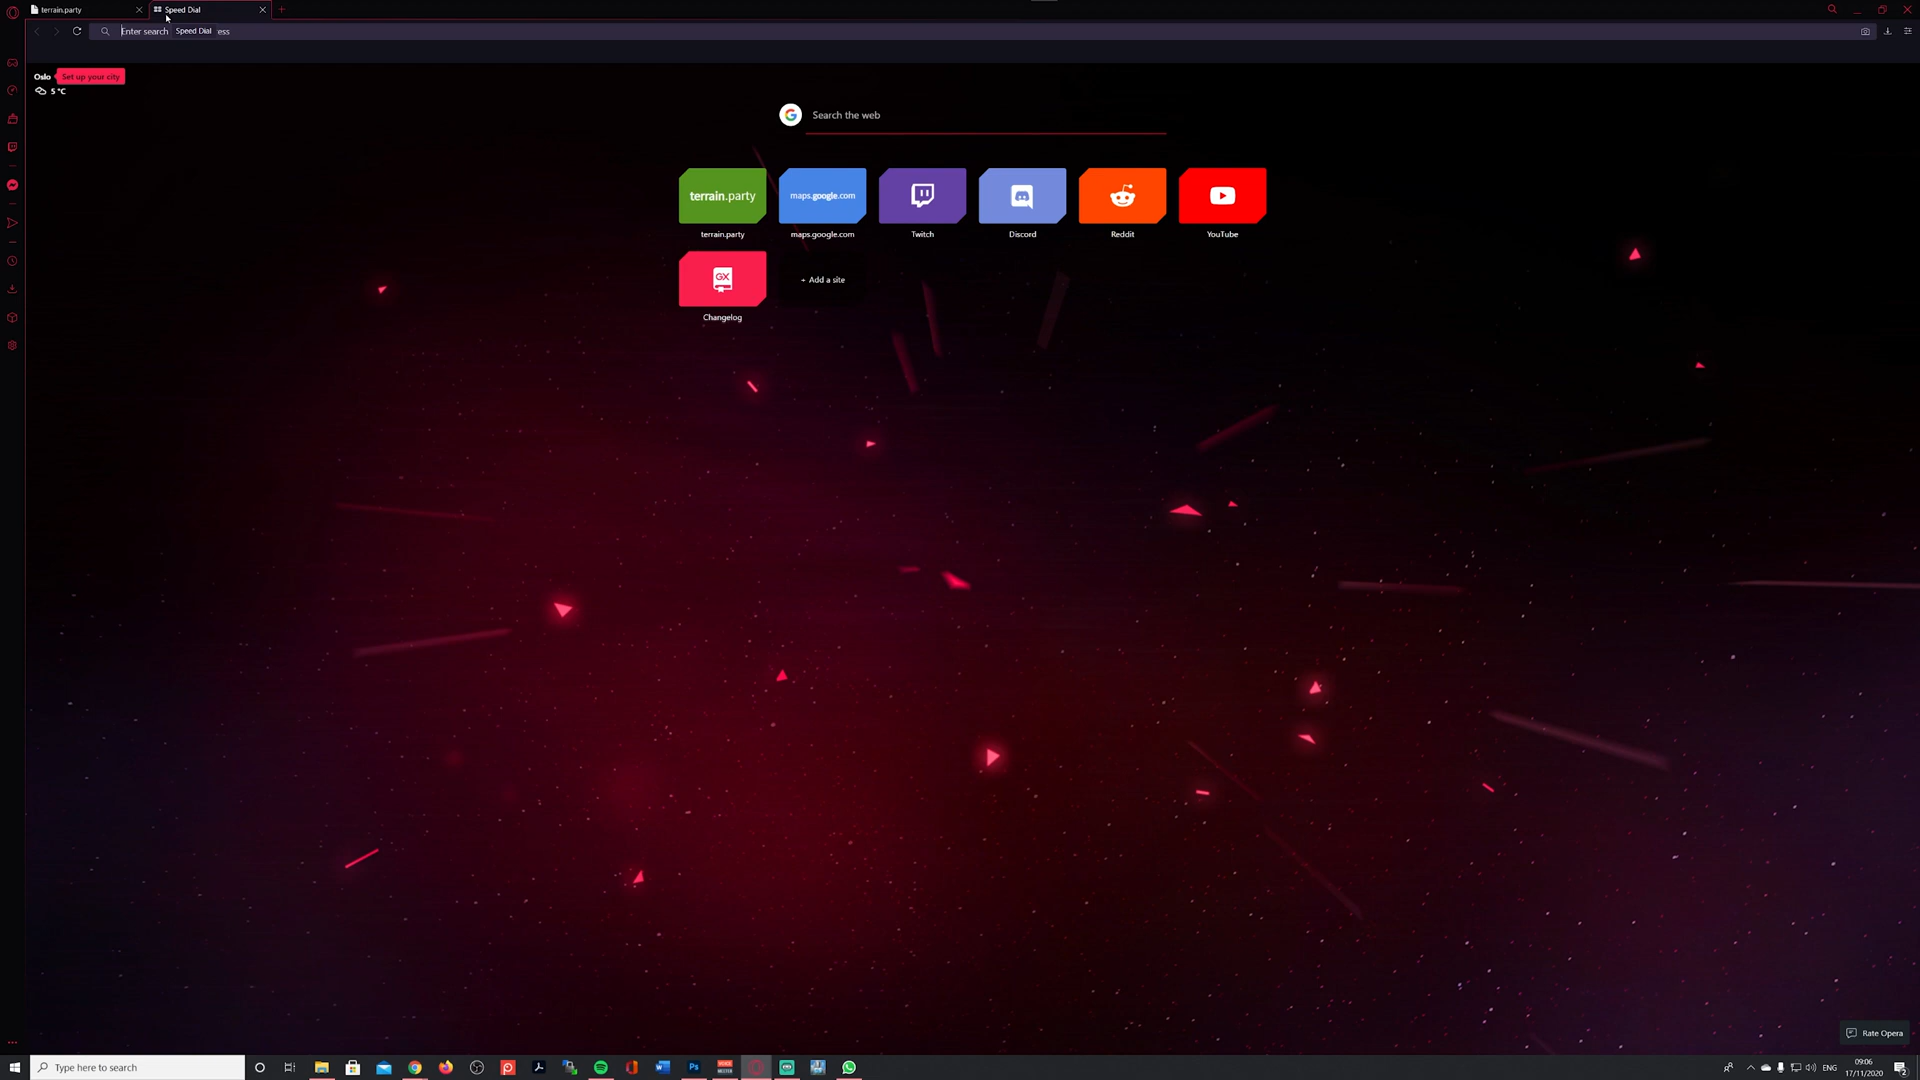 terrain.party
Speed Dial
Enter search Speed Dial ess
Oslo Set up your city
5 °C
G Search the web
terrain.party
maps.google.com
terrain.party
maps.google.com
Twitch
Discord
Reddit
YouTube
GX
+ Add a site
Changelog
Rate Opera
Type here to search
Ps
ENG
09:06
17/11/2020
2